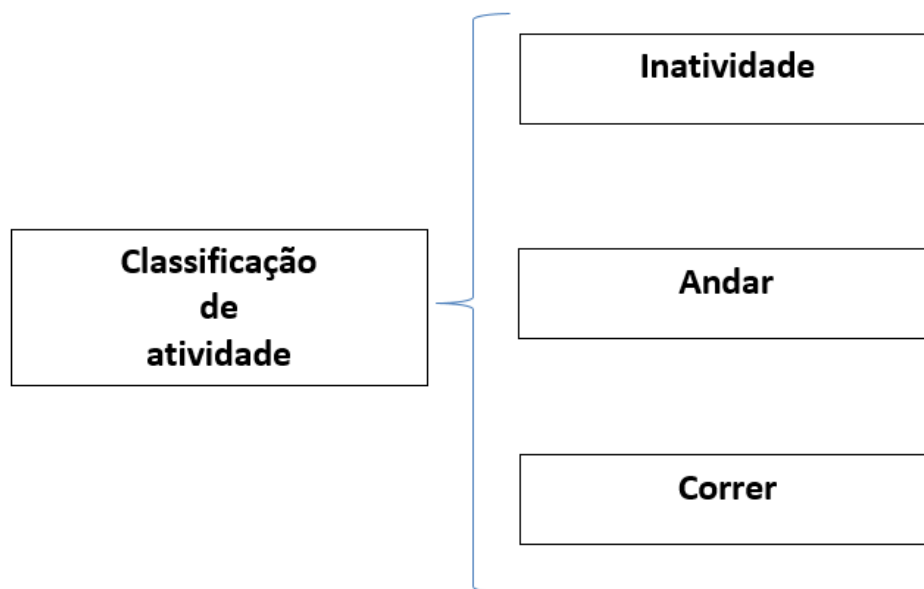 Inatividade
Classificação
de
atividade
Andar
Correr